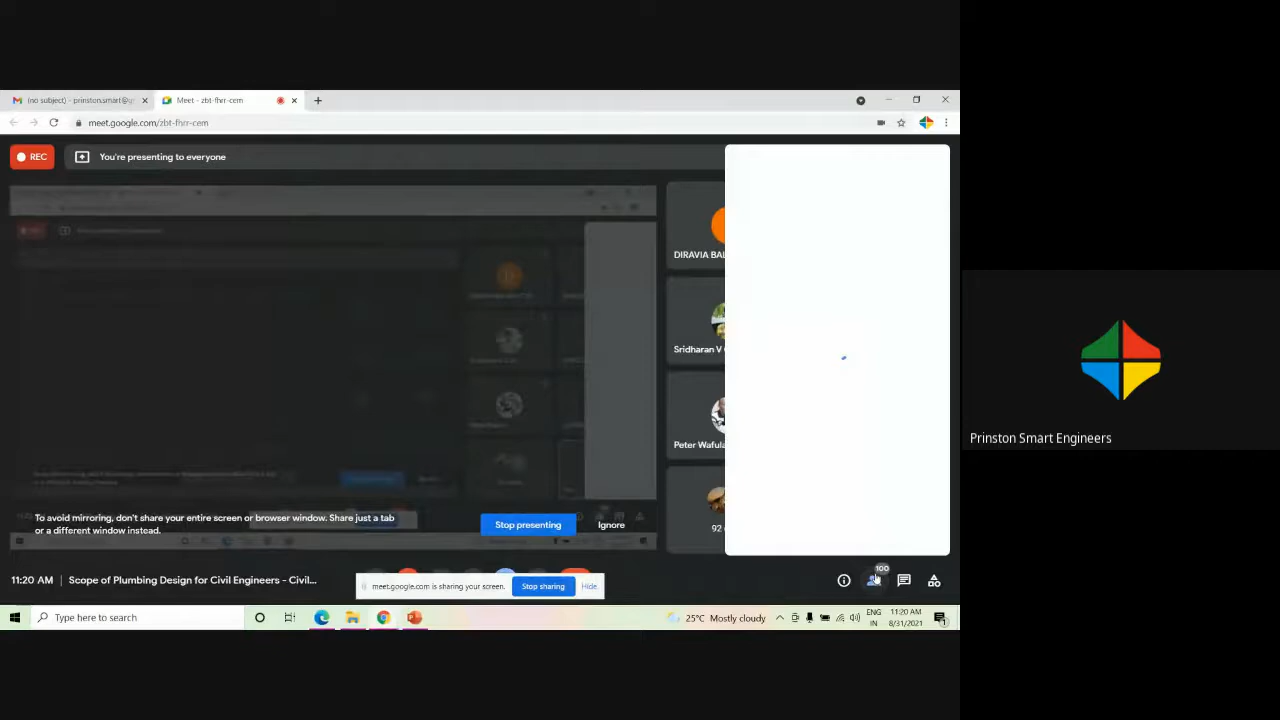 (no subject) - prinston.smart@g
Meet - zbt-fhrr-cem
meet.google.com/zbt-fhrr-cem
REC
You're presenting to everyone
DIRAVIA BAL
Sridharan V
Peter Wafula
92
To avoid mirroring, don't share your entire screen or browser window. Share just a tab
or a different window instead.
Stop presenting
Ignore
11:20 AM | Scope of Plumbing Design for Civil Engineers - Civil...
meet.google.com is sharing your screen.
Stop sharing
Hide
100
Type here to search
25°C Mostly cloudy
ENG
IN
11:20 AM
8/31/2021
Prinston Smart Engineers